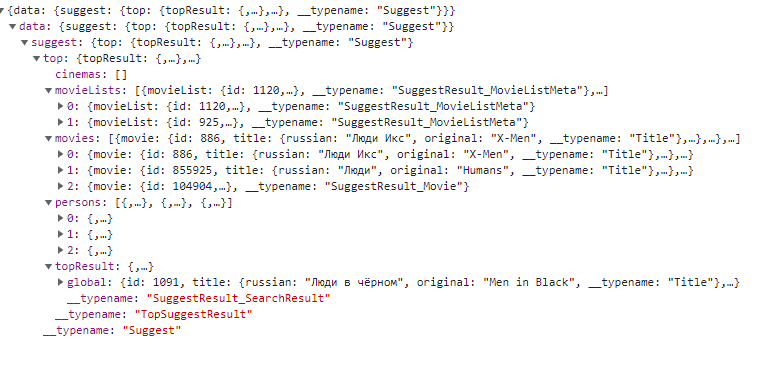 {data: {suggest: {top: {topResult: {,…},…}, __typename: "Suggest"}}}
data: {suggest: {top: {topResult: {,…},…}, __typename: "Suggest"}}
suggest: {top: {topResult: {,…},…}, __typename: "Suggest"}
top: {topResult: {,…},…}
cinemas: []
movieLists: [{movieList: {id: 1120,…}, __typename: "SuggestResult_MovieListMeta"},…]
0: {movieList: {id: 1120,…}, __typename: "SuggestResult_MovieListMeta"}
1: {movieList: {id: 925,…}, __typename: "SuggestResult_MovieListMeta"}
movies: [{movie: {id: 886, title: {russian: "Люди Икс", original: "X-Men", __typename: "Title"},…},…},…]
0: {movie: {id: 886, title: {russian: "Люди Икс", original: "X-Men", __typename: "Title"},…},…}
1: {movie: {id: 855925, title: {russian: "Люди", original: "Humans", __typename: "Title"},…},…}
2: {movie: {id: 104904,…}, __typename: "SuggestResult_Movie"}
persons: [{,…}, {,…}, {,…}]
0: {,…}
1: {,…}
2: {,…}
topResult: {,…}
global: {id: 1091, title: {russian: "Люди в чёрном", original: "Men in Black", __typename: "Title"},…}
__typename: "SuggestResult_SearchResult"
__typename: "TopSuggestResult"
__typename: "Suggest"